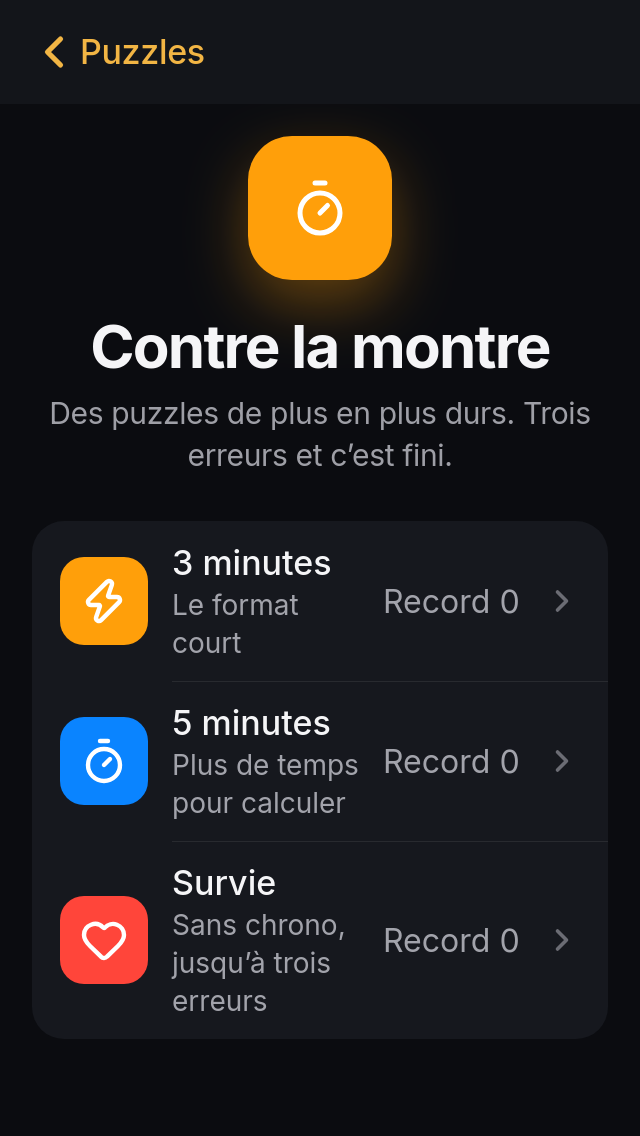 Puzzles
Contre la montre
Des puzzles de plus en plus durs. Trois
erreurs et c’est fini.
3 minutes
Le format
court
Record 0
5 minutes
Plus de temps
pour calculer
Record 0
Survie
Sans chrono,
jusqu’à trois
erreurs
Record 0